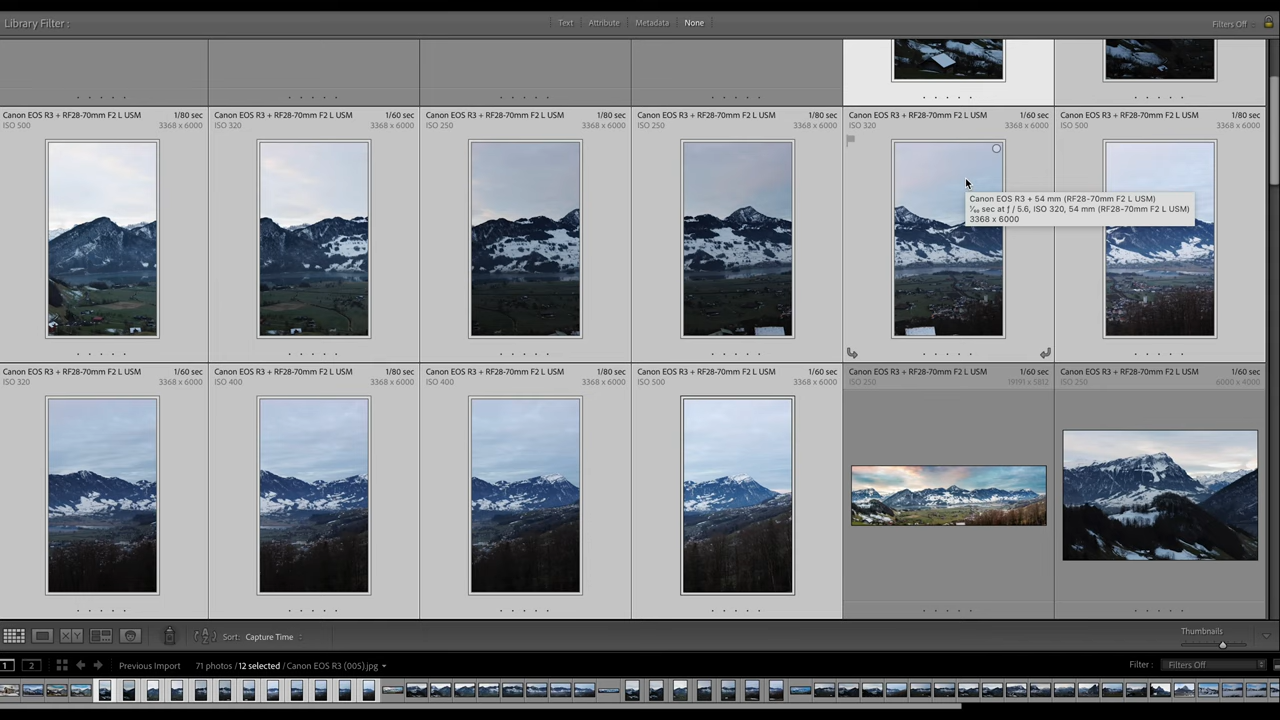 Library Filter :
Text Attribute Metadata None
Filters Off
Canon EOS R3 + RF28-70mm F2 L USM 1/80 sec
ISO 500 3368 x 6000
Canon EOS R3 + RF28-70mm F2 L USM 1/60 sec
ISO 320 3368 x 6000
Canon EOS R3 + RF28-70mm F2 L USM 1/80 sec
ISO 250 3368 x 6000
Canon EOS R3 + RF28-70mm F2 L USM 1/80 sec
ISO 250 3368 x 6000
Canon EOS R3 + RF28-70mm F2 L USM 1/60 sec
ISO 320 3368 x 6000
Canon EOS R3 + RF28-70mm F2 L USM 1/80 sec
ISO 500 3368 x 6000
Canon EOS R3 + 54 mm (RF28-70mm F2 L USM)
1/60 sec at ƒ / 5.6, ISO 320, 54 mm (RF28-70mm F2 L USM)
3368 x 6000
Canon EOS R3 + RF28-70mm F2 L USM 1/60 sec
ISO 320 3368 x 6000
Canon EOS R3 + RF28-70mm F2 L USM 1/80 sec
ISO 400 3368 x 6000
Canon EOS R3 + RF28-70mm F2 L USM 1/80 sec
ISO 400 3368 x 6000
Canon EOS R3 + RF28-70mm F2 L USM 1/60 sec
ISO 500 3368 x 6000
Canon EOS R3 + RF28-70mm F2 L USM 1/60 sec
ISO 250 19191 x 5812
Canon EOS R3 + RF28-70mm F2 L USM 1/60 sec
ISO 250 6000 x 4000
X Y
A Z
Sort: Capture Time
Thumbnails
1 2 Previous Import 71 photos / 12 selected / Canon EOS R3 (005).jpg
Filter : Filters Off